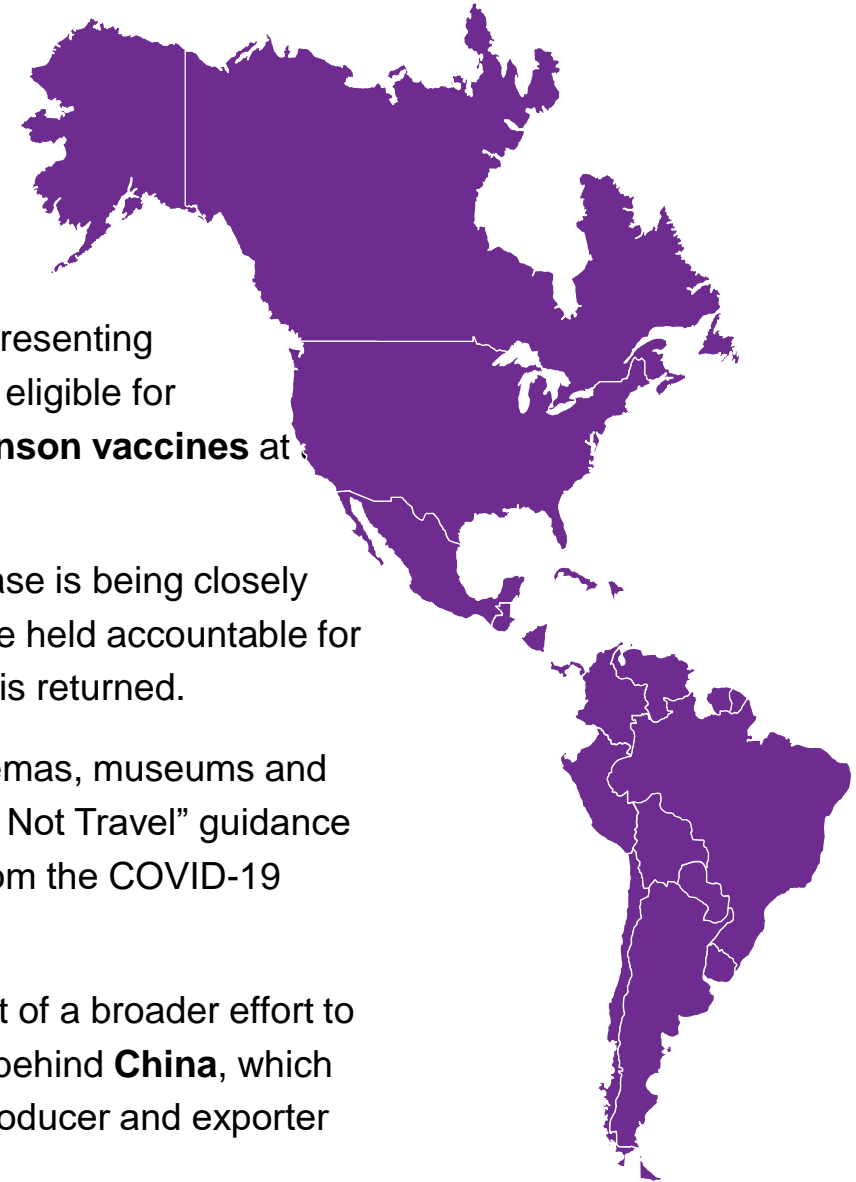 resenting
eligible for
nson vaccines at
ase is being closely
e held accountable for
is returned.
emas, museums and
Not Travel” guidance
om the COVID-19
t of a broader effort to
behind China, which
oducer and exporter